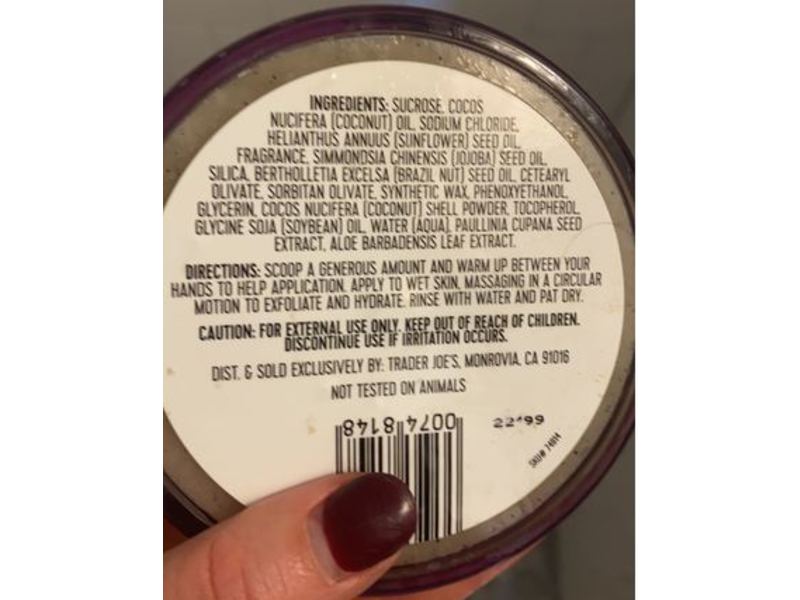 INGREDIENTS: SUCROSE, COCOS
NUCIFERA (COCONUT) OIL, SODIUM CHLORIDE,
HELIANTHUS ANNUUS (SUNFLOWER) SEED OIL,
FRAGRANCE, SIMMONDSIA CHINENSIS (JOJOBA) SEED OIL,
SILICA, BERTHOLLETIA EXCELSA (BRAZIL NUT) SEED OIL, CETEARYL
OLIVATE, SORBITAN OLIVATE, SYNTHETIC WAX, PHENOXYETHANOL,
GLYCERIN, COCOS NUCIFERA (COCONUT) SHELL POWDER, TOCOPHEROL,
GLYCINE SOJA (SOYBEAN) OIL, WATER (AQUA), PAULLINIA CUPANA SEED
EXTRACT, ALOE BARBADENSIS LEAF EXTRACT.
DIRECTIONS: SCOOP A GENEROUS AMOUNT AND WARM UP BETWEEN YOUR
HANDS TO HELP APPLICATION. APPLY TO WET SKIN, MASSAGING IN A CIRCULAR
MOTION TO EXFOLIATE AND HYDRATE. RINSE WITH WATER AND PAT DRY.
CAUTION: FOR EXTERNAL USE ONLY. KEEP OUT OF REACH OF CHILDREN.
DISCONTINUE USE IF IRRITATION OCCURS.
DIST. & SOLD EXCLUSIVELY BY: TRADER JOE'S, MONROVIA, CA 91016
NOT TESTED ON ANIMALS
0074 8148
22*99
SKU# 74814